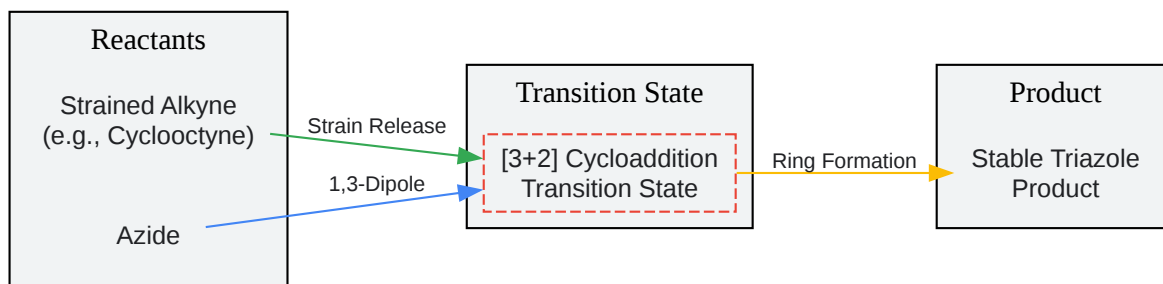 Reactants
Strained Alkyne
(e.g., Cyclooctyne)
Azide
Strain Release
1,3-Dipole
Transition State
[3+2] Cycloaddition
Transition State
Ring Formation
Product
Stable Triazole
Product